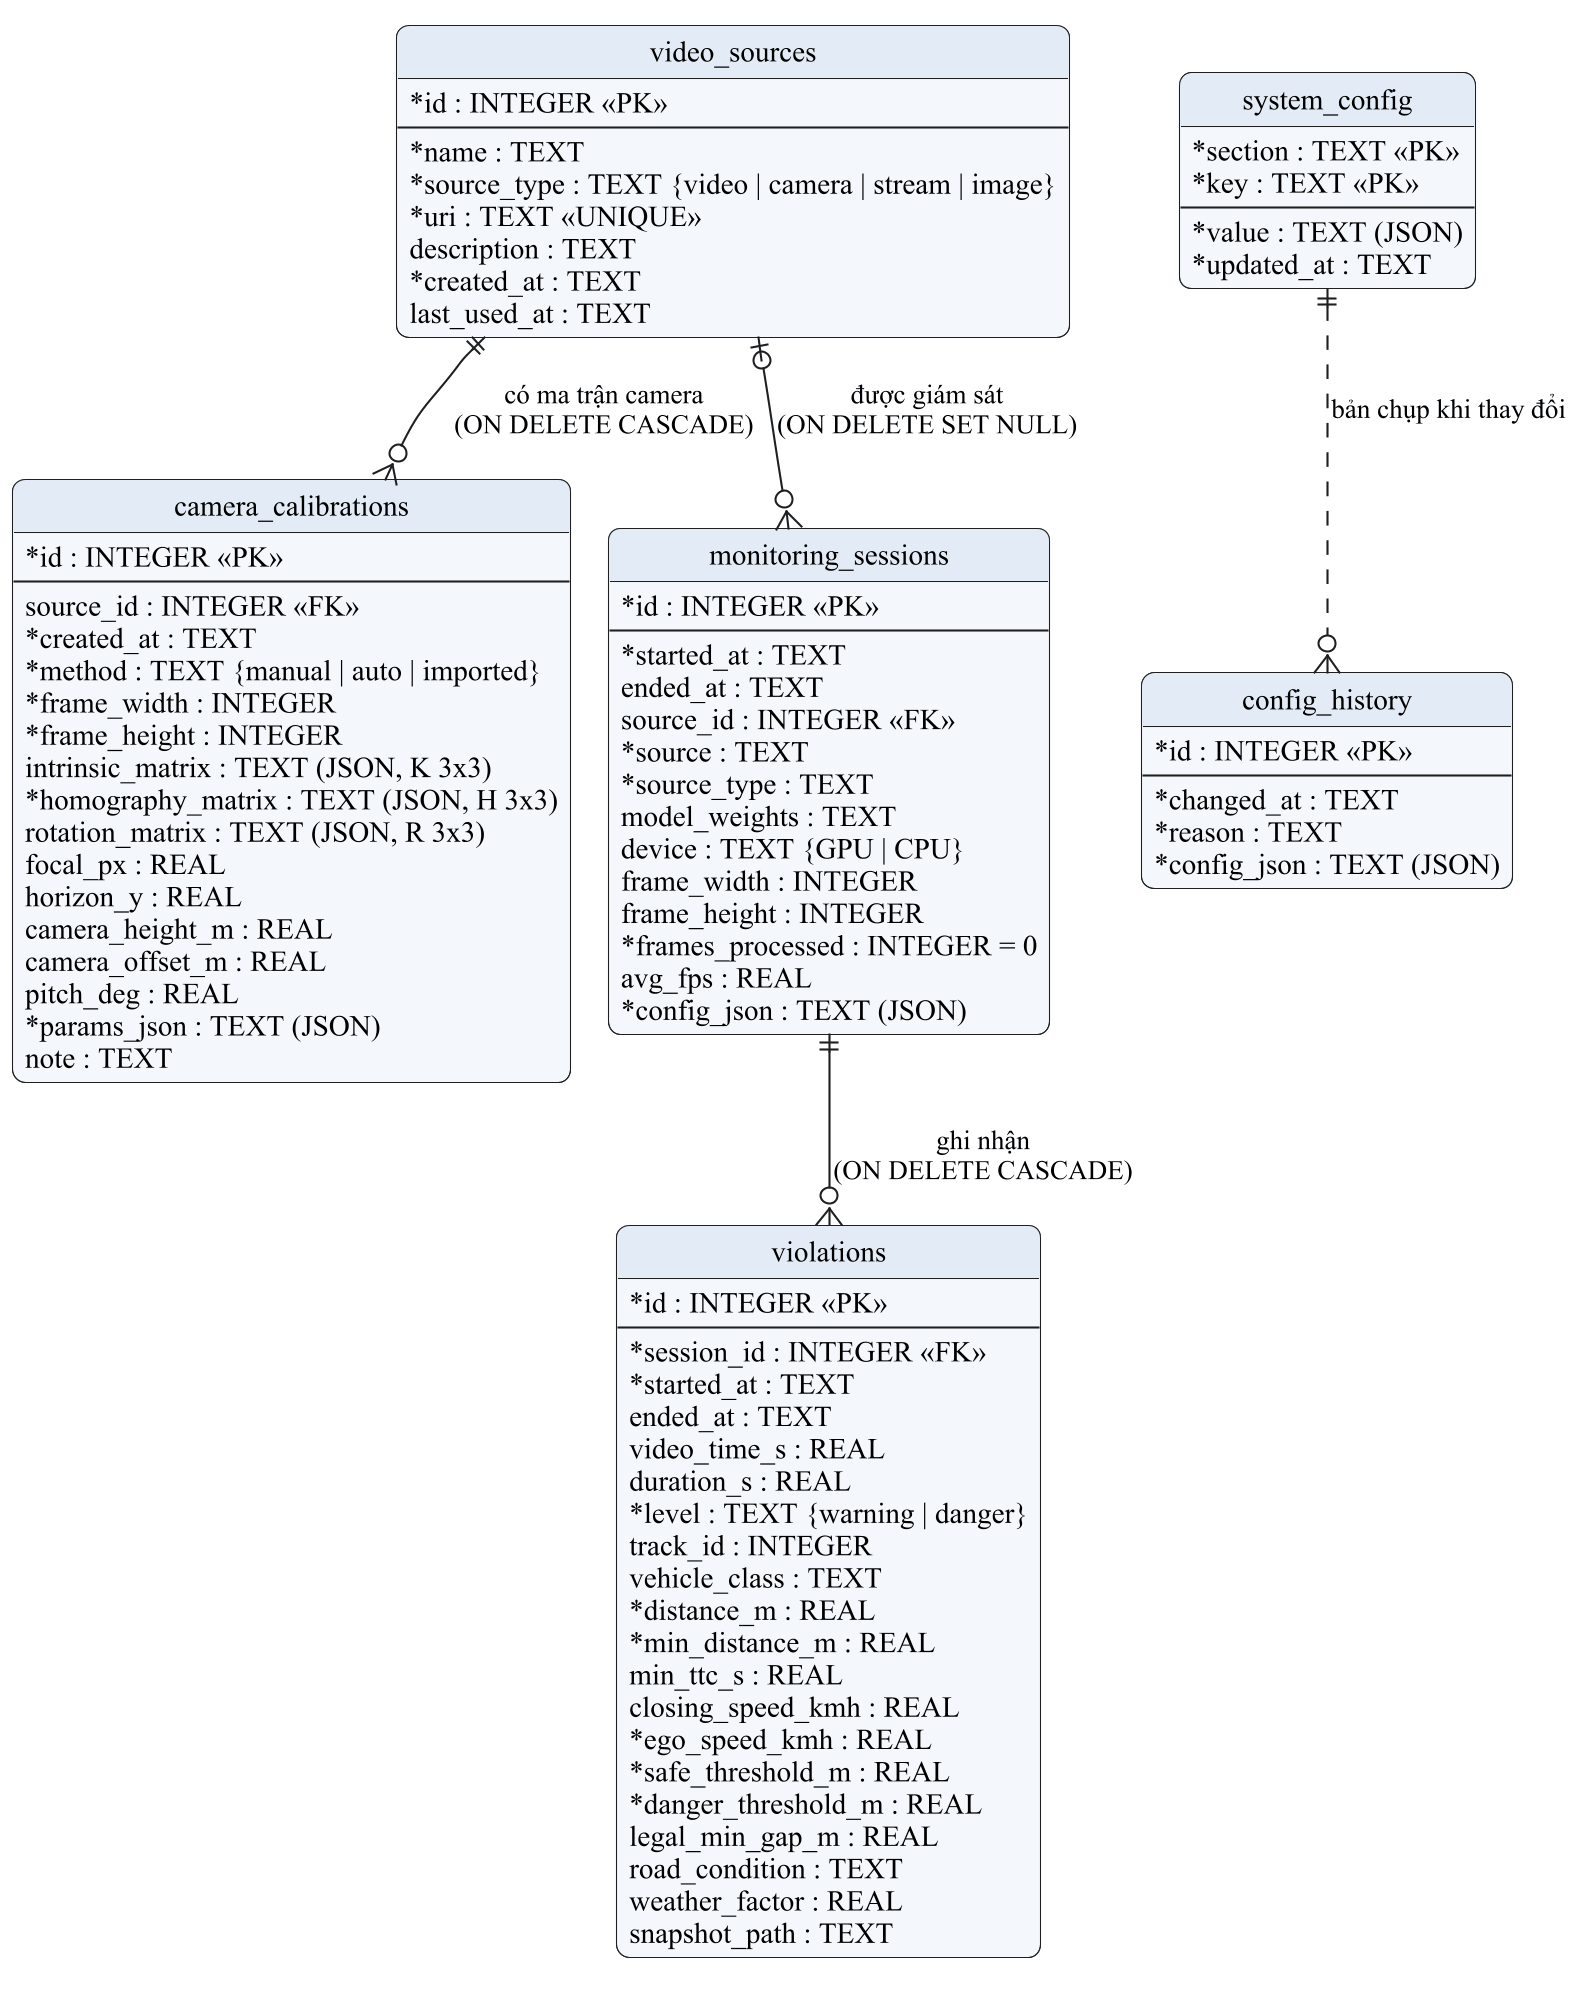 video_sources
*id : INTEGER «PK»
*name : TEXT
*source_type : TEXT {video | camera | stream | image}
*uri : TEXT «UNIQUE»
description : TEXT
*created_at : TEXT
last_used_at : TEXT
system_config
*section : TEXT «PK»
*key : TEXT «PK»
*value : TEXT (JSON)
*updated_at : TEXT
có ma trận camera
(ON DELETE CASCADE)
được giám sát
(ON DELETE SET NULL)
bản chụp khi thay đổi
camera_calibrations
*id : INTEGER «PK»
source_id : INTEGER «FK»
*created_at : TEXT
*method : TEXT {manual | auto | imported}
*frame_width : INTEGER
*frame_height : INTEGER
intrinsic_matrix : TEXT (JSON, K 3x3)
*homography_matrix : TEXT (JSON, H 3x3)
rotation_matrix : TEXT (JSON, R 3x3)
focal_px : REAL
horizon_y : REAL
camera_height_m : REAL
camera_offset_m : REAL
pitch_deg : REAL
*params_json : TEXT (JSON)
note : TEXT
monitoring_sessions
*id : INTEGER «PK»
*started_at : TEXT
ended_at : TEXT
source_id : INTEGER «FK»
*source : TEXT
*source_type : TEXT
model_weights : TEXT
device : TEXT {GPU | CPU}
frame_width : INTEGER
frame_height : INTEGER
*frames_processed : INTEGER = 0
avg_fps : REAL
*config_json : TEXT (JSON)
config_history
*id : INTEGER «PK»
*changed_at : TEXT
*reason : TEXT
*config_json : TEXT (JSON)
ghi nhận
(ON DELETE CASCADE)
violations
*id : INTEGER «PK»
*session_id : INTEGER «FK»
*started_at : TEXT
ended_at : TEXT
video_time_s : REAL
duration_s : REAL
*level : TEXT {warning | danger}
track_id : INTEGER
vehicle_class : TEXT
*distance_m : REAL
*min_distance_m : REAL
min_ttc_s : REAL
closing_speed_kmh : REAL
*ego_speed_kmh : REAL
*safe_threshold_m : REAL
*danger_threshold_m : REAL
legal_min_gap_m : REAL
road_condition : TEXT
weather_factor : REAL
snapshot_path : TEXT